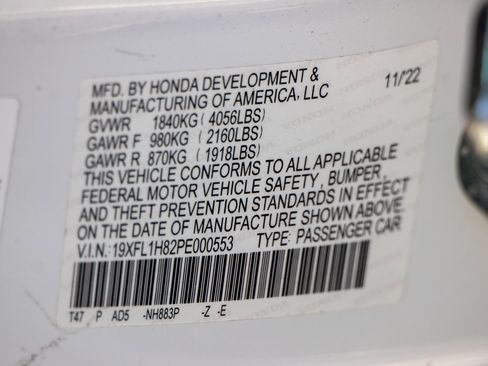 MFD. BY HONDA DEVELOPMENT & 11/'22
MANUFACTURING OF AMERICA, LLC
GVWR 1840KG ( 4056LBS)
GAWR F 980KG ( 2160LBS)
GAWR R 870KG ( 1918LBS)
THIS VEHICLE CONFORMS TO ALL APPLICABLE
FEDERAL MOTOR VEHICLE SAFETY, BUMPER,
AND THEFT PREVENTION STANDARDS IN EFFECT
ON THE DATE OF MANUFACTURE SHOWN ABOVE.
V.I.N.:19XFL1H82PE000553 TYPE: PASSENGER CAR
T47 P AD5 -NH883P -Z -E